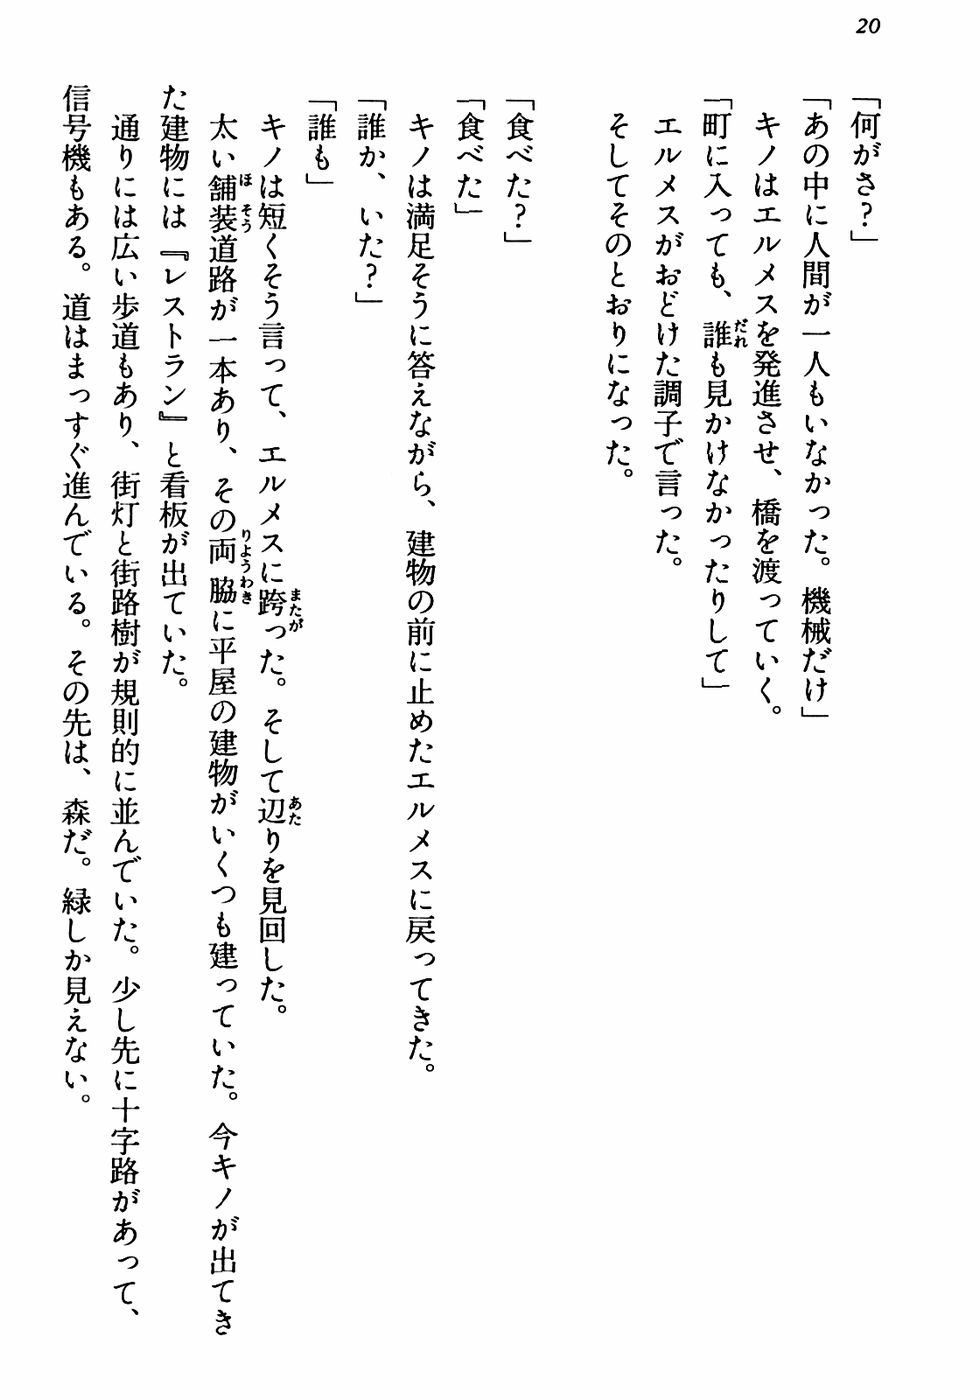 20
「何がさ？」
「あの中に人間が一人もいなかった。機械だけ」
キノはエルメスを発進させ、橋を渡っていく。
「町に入っても、誰も見かけなかったりして」
エルメスがおどけた調子で言った。
そしてそのとおりになった。
「食べた？」
「食べた」
キノは満足そうに答えながら、建物の前に止めたエルメスに戻ってきた。
「誰か、いた？」
「誰も」
キノは短くそう言って、エルメスに跨った。そして辺りを見回した。
太い舗装道路が一本あり、その両脇に平屋の建物がいくつも建っていた。今キノが出てき
た建物には『レストラン』と看板が出ていた。
通りには広い歩道もあり、街灯と街路樹が規則的に並んでいた。少し先に十字路があって、
信号機もある。道はまっすぐ進んでいる。その先は、森だ。緑しか見えない。